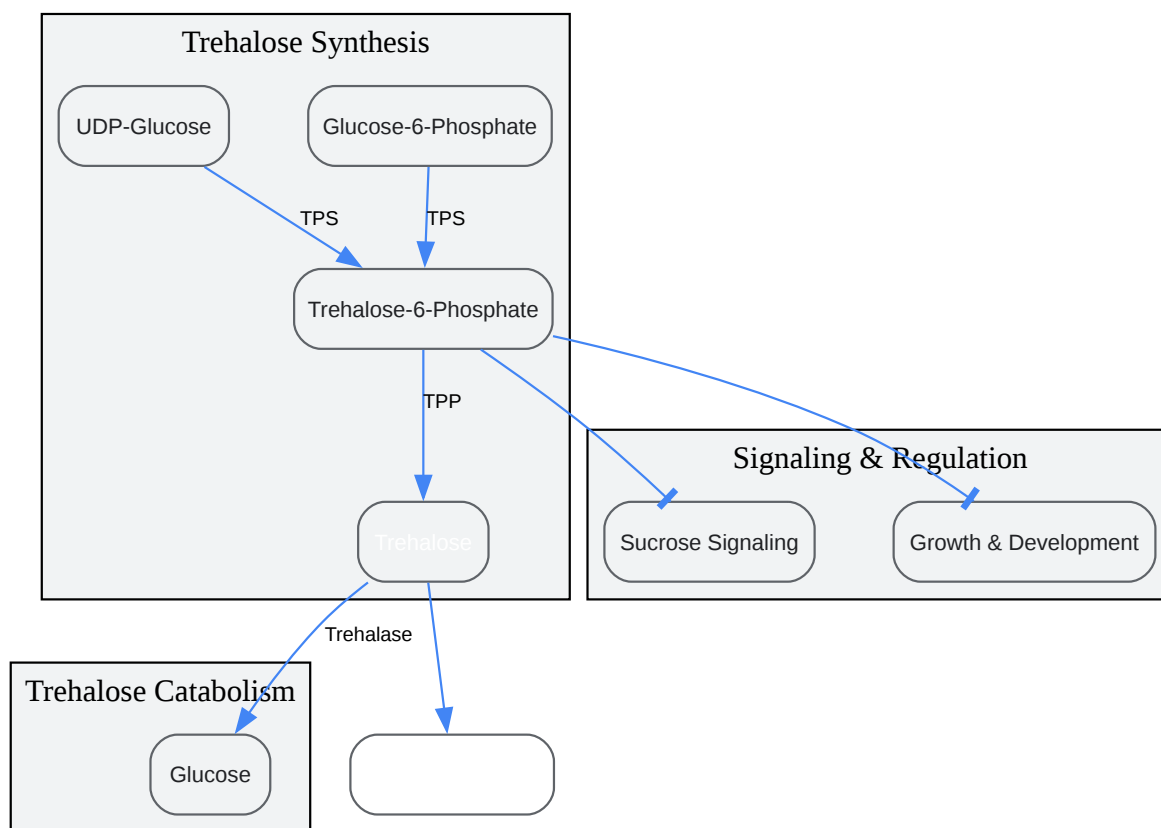 Trehalose Synthesis
UDP-Glucose
Glucose-6-Phosphate
TPS
TPS
Trehalose-6-Phosphate
TPP
Signaling & Regulation
Trehalose
Sucrose Signaling
Growth & Development
Trehalase
Trehalose Catabolism
Glucose